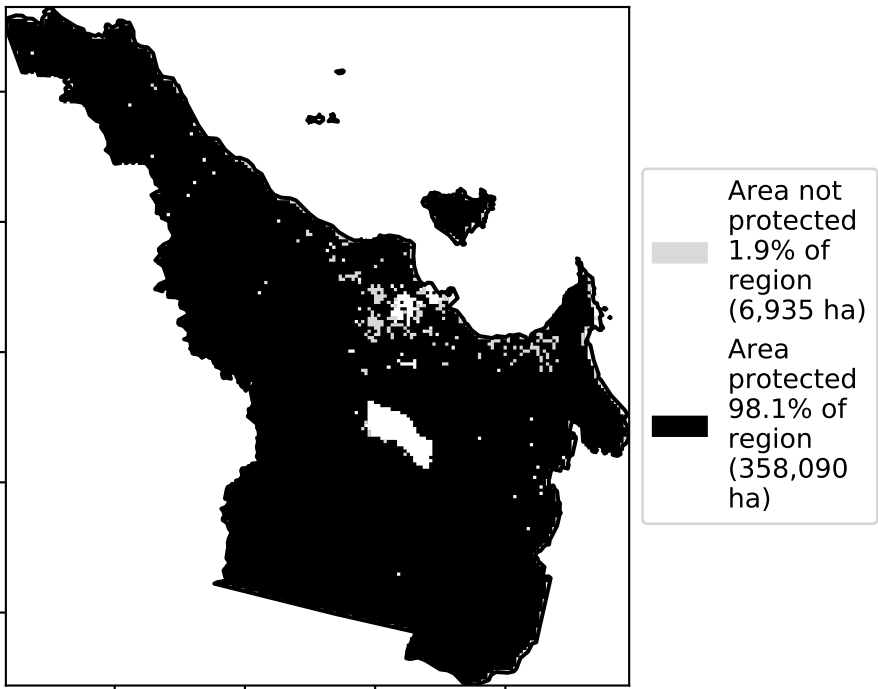 Area not
protected
1.9% of
region
(6,935 ha)
Area
protected
98.1% of
region
(358,090
ha)